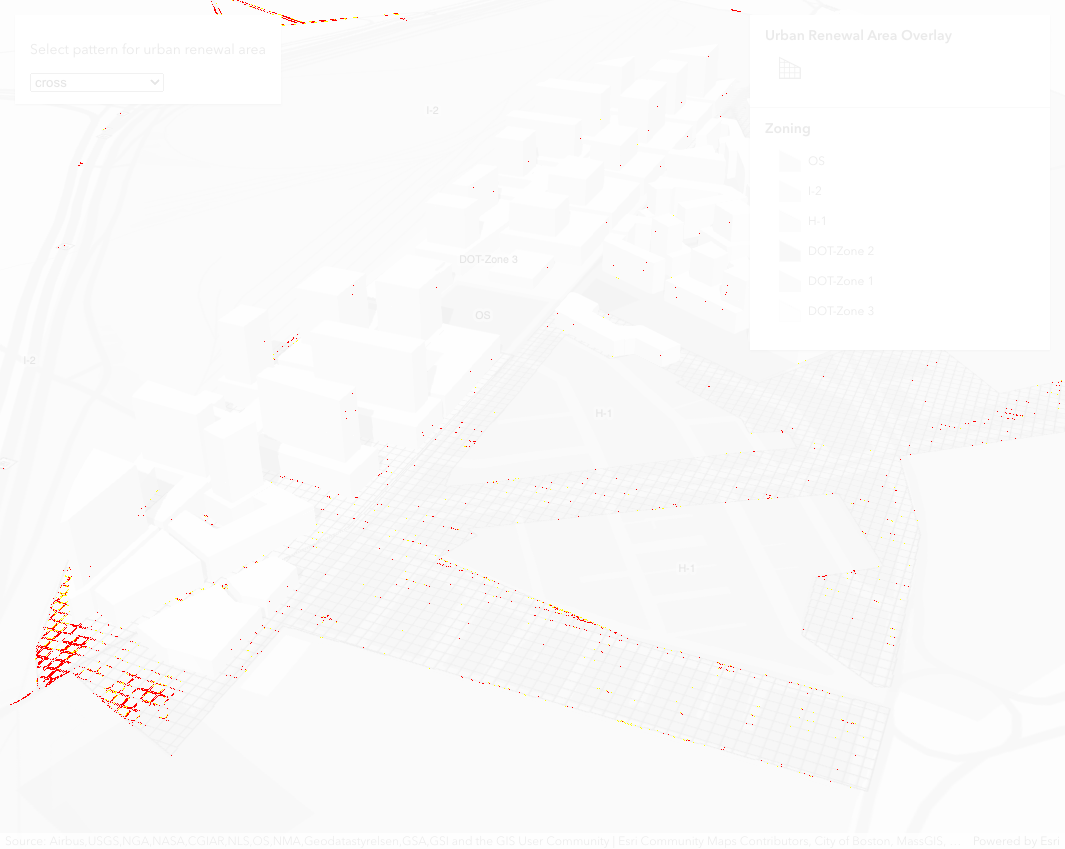 Select pattern for urban renewal area
cross
Urban Renewal Area Overlay
Zoning
OS
I-2
H-1
DOT-Zone 2
DOT-Zone 1
DOT-Zone 3
I-2
DOT-Zone 3
OS
I-2
H-1
H-1
Source: Airbus,USGS,NGA,NASA,CGIAR,NLS,OS,NMA,Geodatastyrelsen,GSA,GSI and the GIS User Community | Esri Community Maps Contributors, City of Boston, MassGIS, ... Powered by Esri